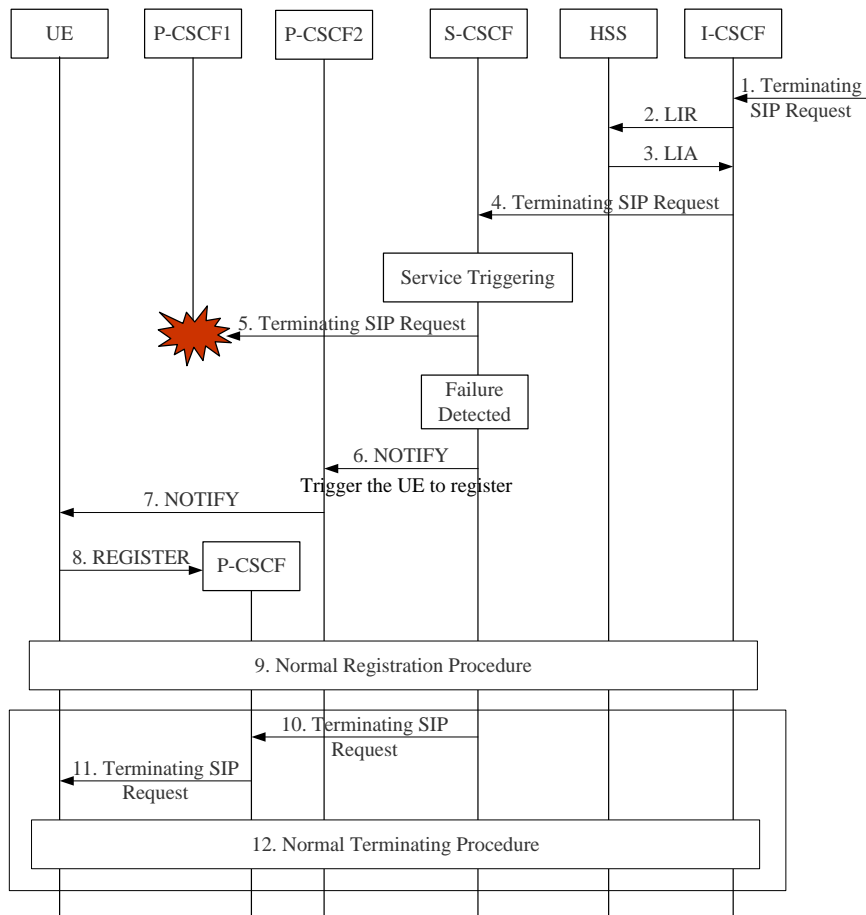 UE
P-CSCF1
P-CSCF2
S-CSCF
HSS
I-CSCF
1. Terminating
SIP Request
2. LIR
3. LIA
4. Terminating SIP Request
Service Triggering
5. Terminating SIP Request
Failure
Detected
6. NOTIFY
Trigger the UE to register
7. NOTIFY
8. REGISTER
P-CSCF
9. Normal Registration Procedure
10. Terminating SIP
Request
11. Terminating SIP
Request
12. Normal Terminating Procedure